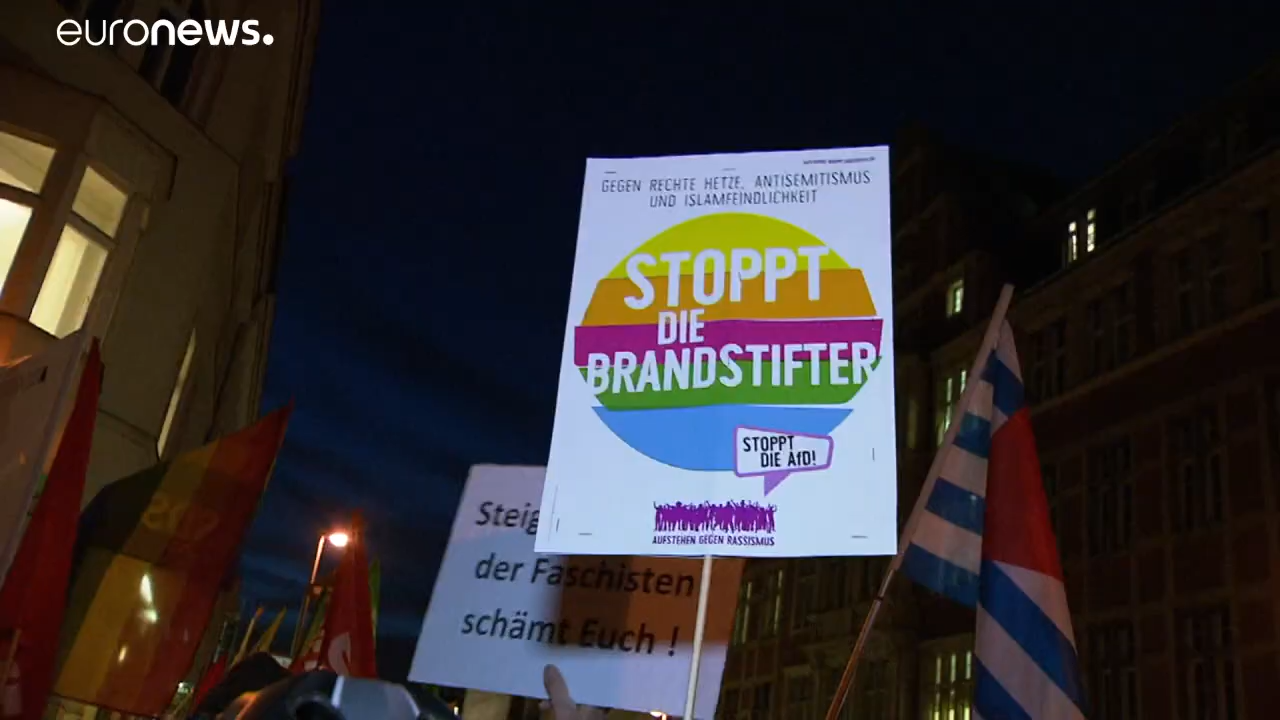 euronews.
GEGEN RECHTE HETZE, ANTISEMITISMUS
UND ISLAMFEINDLICHKEIT
STOPPT
DIE
BRANDSTIFTER
STOPPT
DIE AfD!
AUFSTEHEN GEGEN RASSISMUS
der Faschisten
schämt Euch !